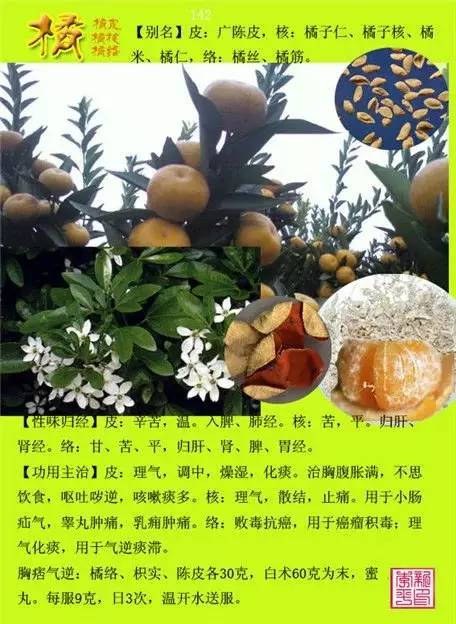 142
橘
橘皮
橘核
橘络
【别名】皮：广陈皮，核：橘子仁、橘子核、橘
米、橘仁，络：橘丝、橘筋。
【性味归经】皮：辛苦，温。入脾、肺经。核：苦，平。归肝、
肾经。络：甘、苦、平，归肝、肾、脾、胃经。
【功用主治】皮：理气，调中，燥湿，化痰。治胸腹胀满，不思
饮食，呕吐哕逆，咳嗽痰多。核：理气，散结，止痛。用于小肠
疝气，睾丸肿痛，乳痈肿痛。络：败毒抗癌，用于癌瘤积毒；理
气化痰，用于气逆痰滞。
胸痞气逆：橘络、枳实、陈皮各30克，白术60克为末，蜜
丸。每服9克，日3次，温开水送服。